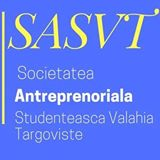 SASVT
Societatea
Antreprenoriala
Studenteasca Valahia
Targoviste